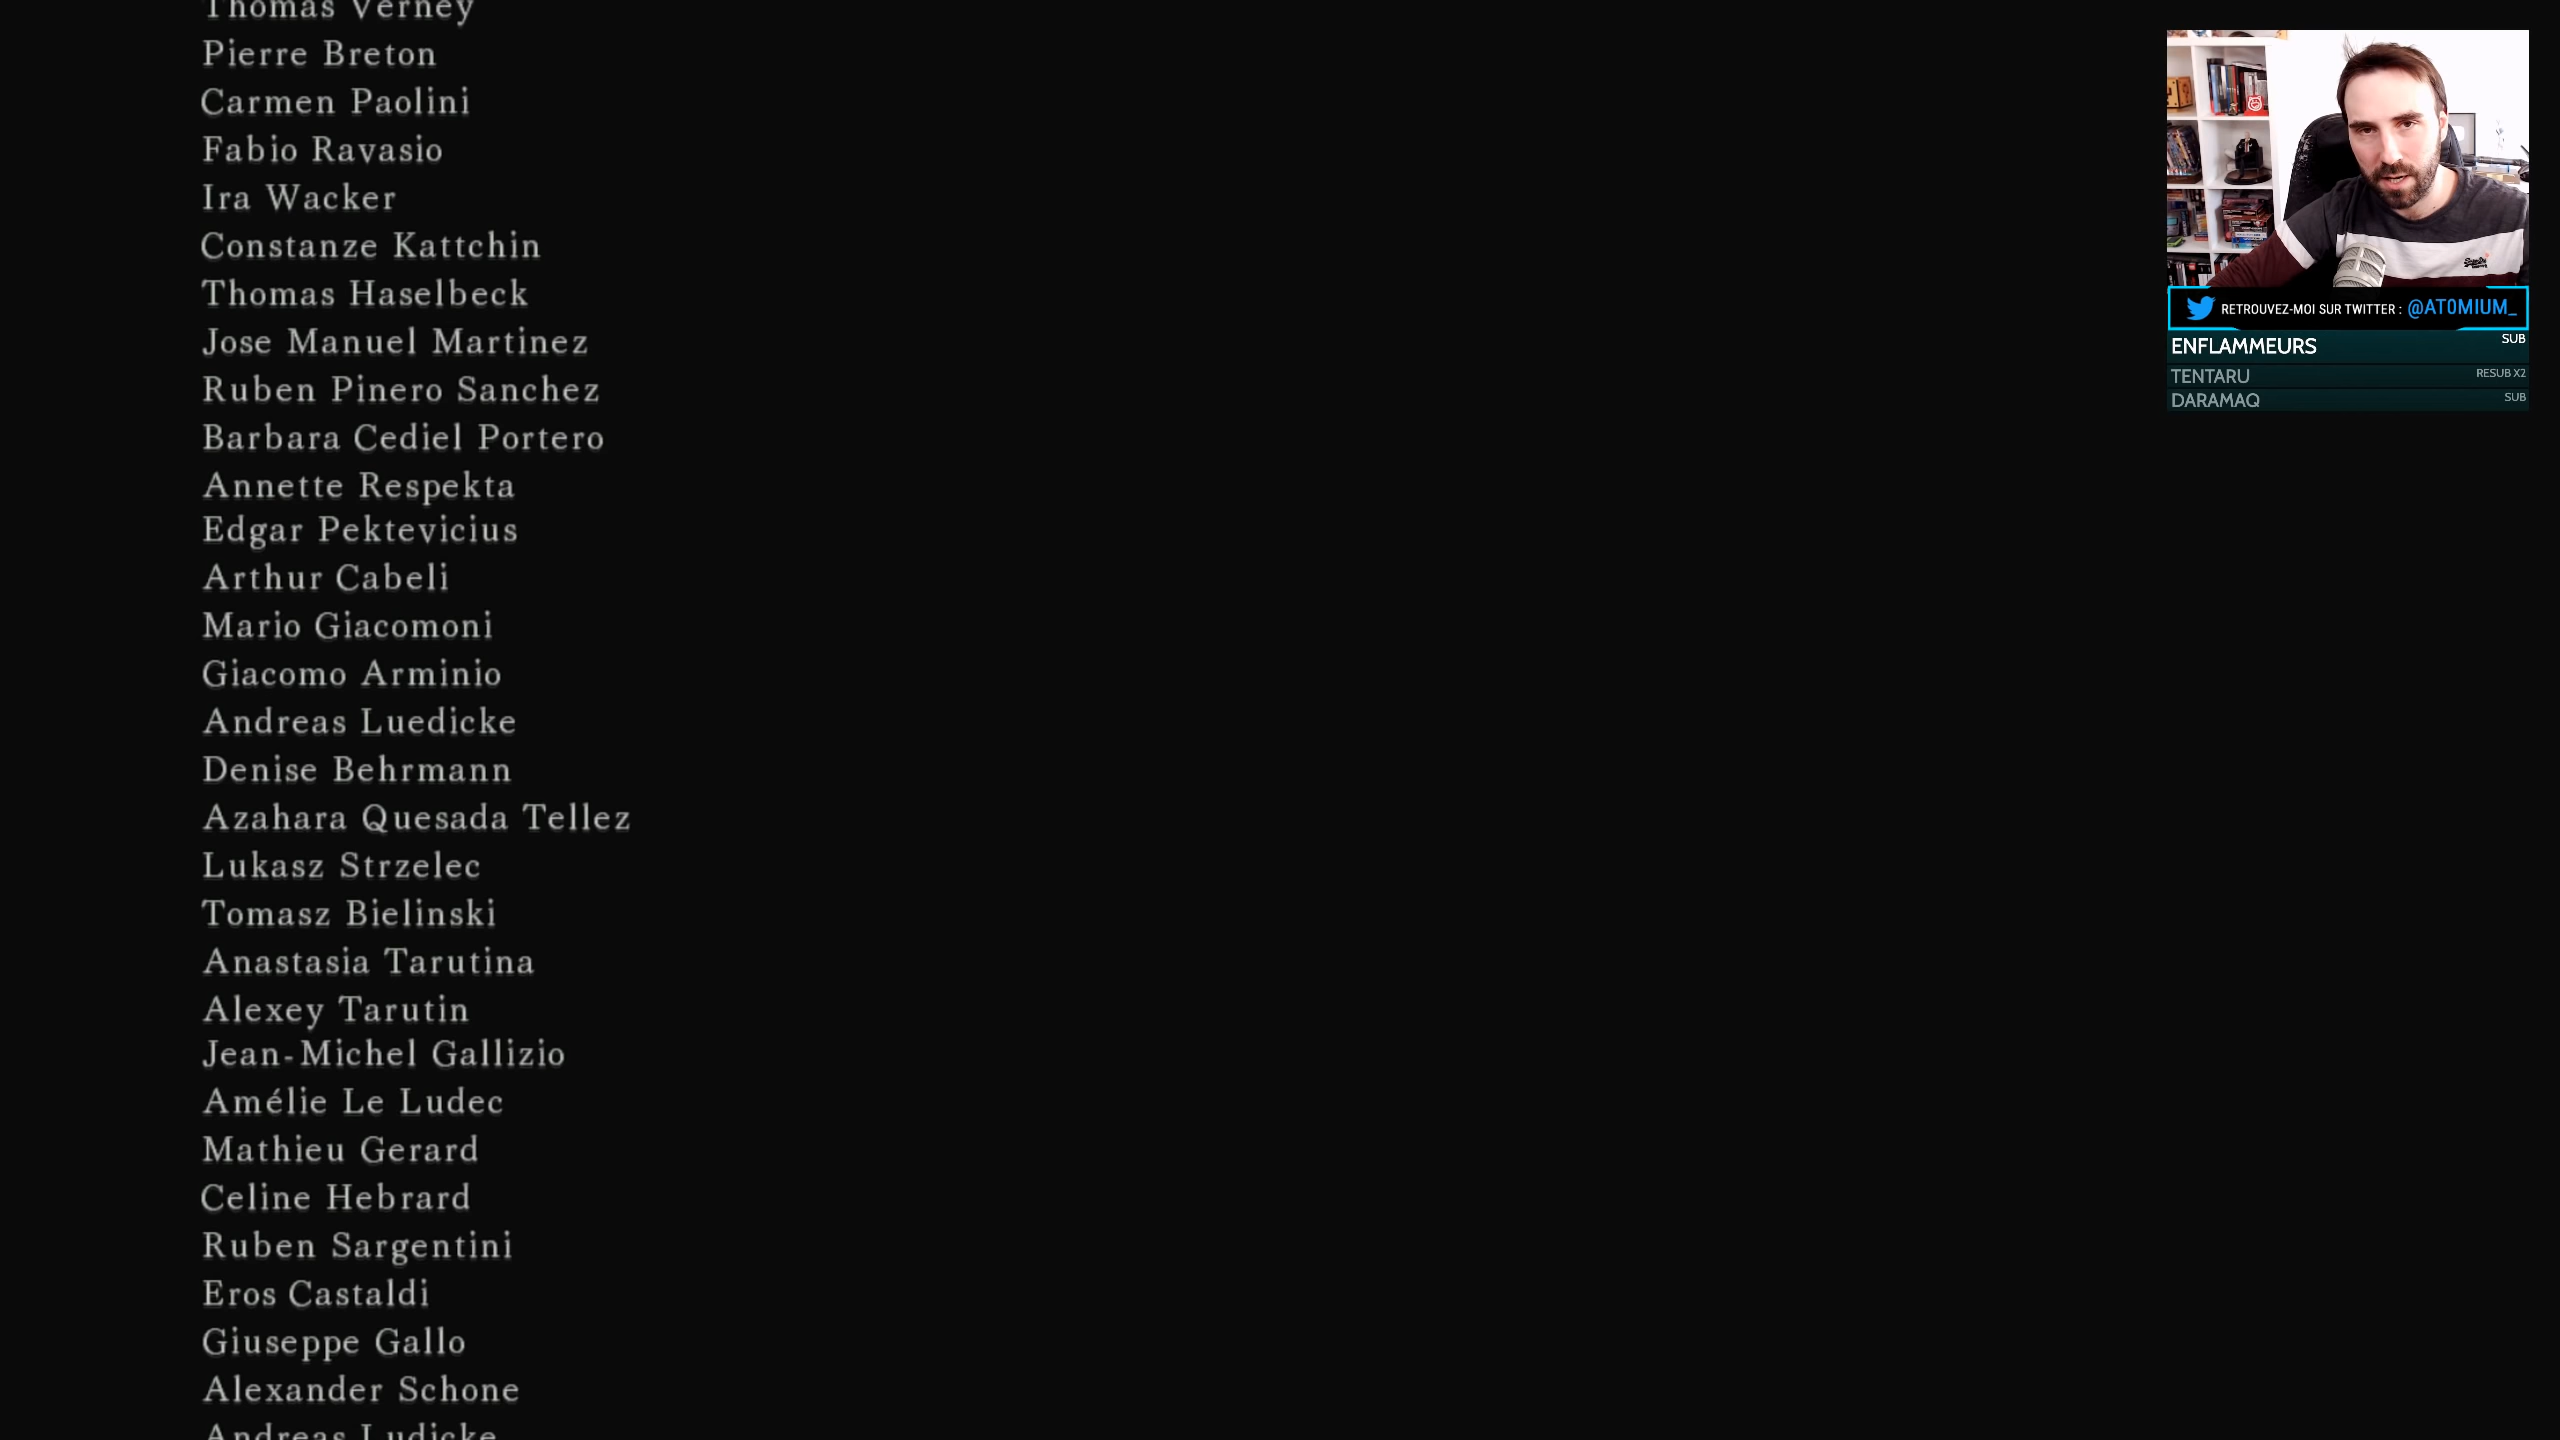 Thomas Verney
Pierre Breton
Carmen Paolini
Fabio Ravasio
Ira Wacker
Constanze Kattchin
Thomas Haselbeck
Jose Manuel Martinez
Ruben Pinero Sanchez
Barbara Cediel Portero
Annette Respekta
Edgar Pektevicius
Arthur Cabeli
Mario Giacomoni
Giacomo Arminio
Andreas Luedicke
Denise Behrmann
Azahara Quesada Tellez
Lukasz Strzelec
Tomasz Bielinski
Anastasia Tarutina
Alexey Tarutin
Jean-Michel Gallizio
Amélie Le Ludec
Mathieu Gerard
Celine Hebrard
Ruben Sargentini
Eros Castaldi
Giuseppe Gallo
Alexander Schone
Andreas Ludicke
RETROUVEZ-MOI SUR TWITTER : @AT0MIUM_
ENFLAMMEURS SUB
TENTARU RESUB X2
DARAMAQ SUB